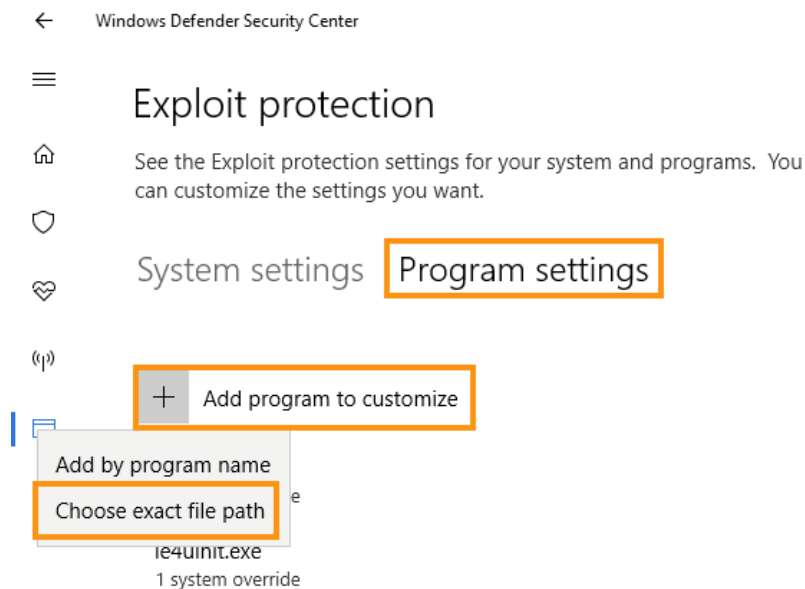 Windows Defender Security Center
Exploit protection
See the Exploit protection settings for your system and programs.  You
can customize the settings you want.
System settings
Program settings
Add program to customize
Add by program name
Choose exact file path
ie4uinit.exe
1 system override